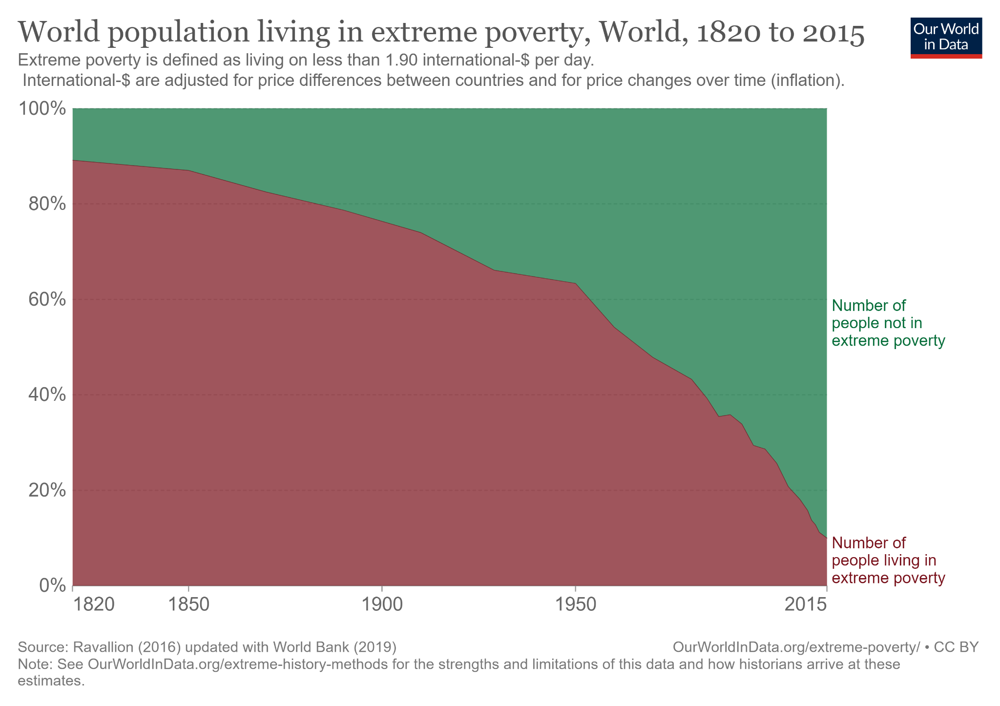 World population living in extreme poverty, World, 1820 to 2015
Our World
in Data
Extreme poverty is defined as living on less than 1.90 international-$ per day.
International-$ are adjusted for price differences between countries and for price changes over time (inflation).
100%
80%
60%
40%
20%
0%
Number of
people not in
extreme poverty
Number of
people living in
extreme poverty
1820 1850 1900 1950 2015
Source: Ravallion (2016) updated with World Bank (2019) OurWorldInData.org/extreme-poverty/ • CC BY
Note: See OurWorldInData.org/extreme-history-methods for the strengths and limitations of this data and how historians arrive at these
estimates.